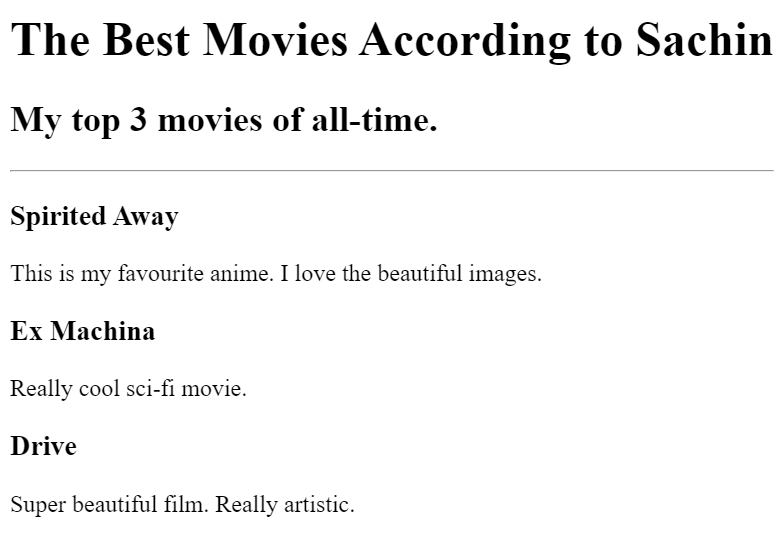 The Best Movies According to Sachin
My top 3 movies of all-time.
Spirited Away
This is my favourite anime. I love the beautiful images.
Ex Machina
Really cool sci-fi movie.
Drive
Super beautiful film. Really artistic.